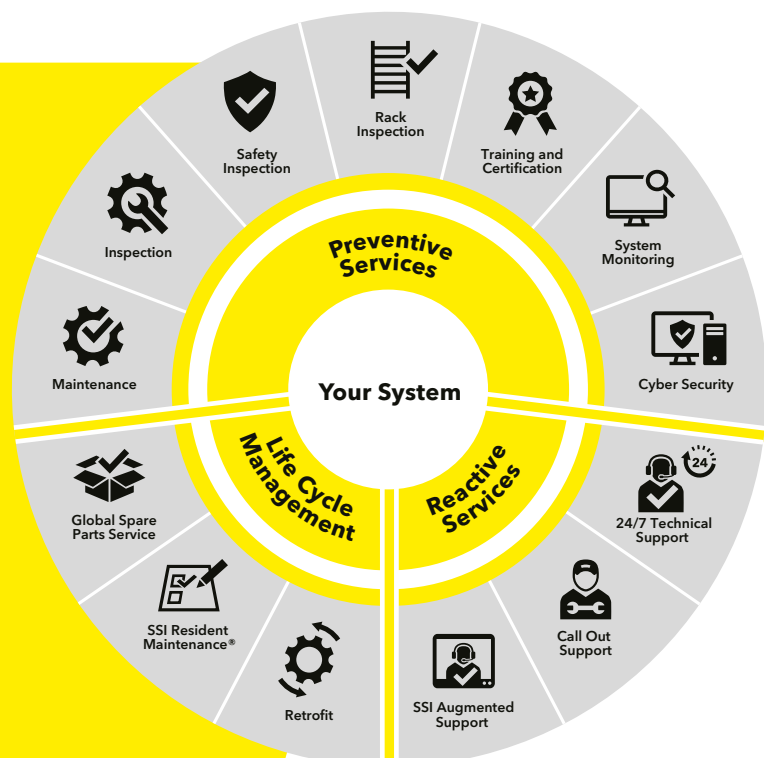 Rack
Inspection
Safety
Inspection
Training and
Certification
Inspection
System
Monitoring
Maintenance
Cyber Security
Preventive
Services
Your System
Life Cycle
Management
Reactive
Services
Global Spare
Parts Service
24
24/7 Technical
Support
SSI Resident
Maintenance®
Call Out
Support
Retrofit
SSI Augmented
Support